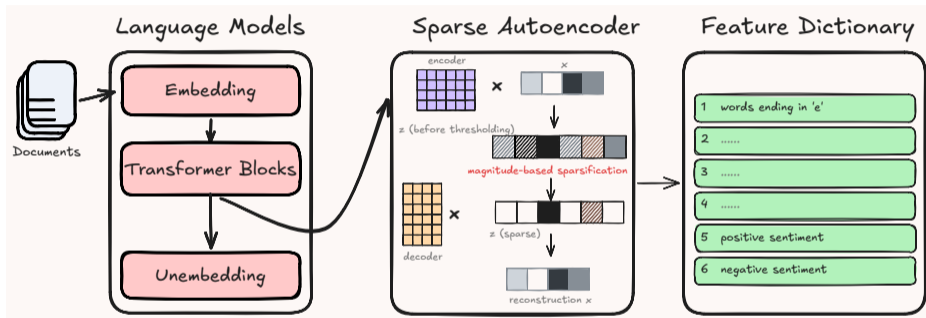 Language Models
Sparse Autoencoder
Feature Dictionary
Documents
Embedding
Transformer Blocks
Unembedding
encoder
x
x
z (before thresholding)
magnitude-based sparsification
x
z (sparse)
decoder
reconstruction x
1 words ending in 'e'
2 ......
3 ......
4 ......
5 positive sentiment
6 negative sentiment